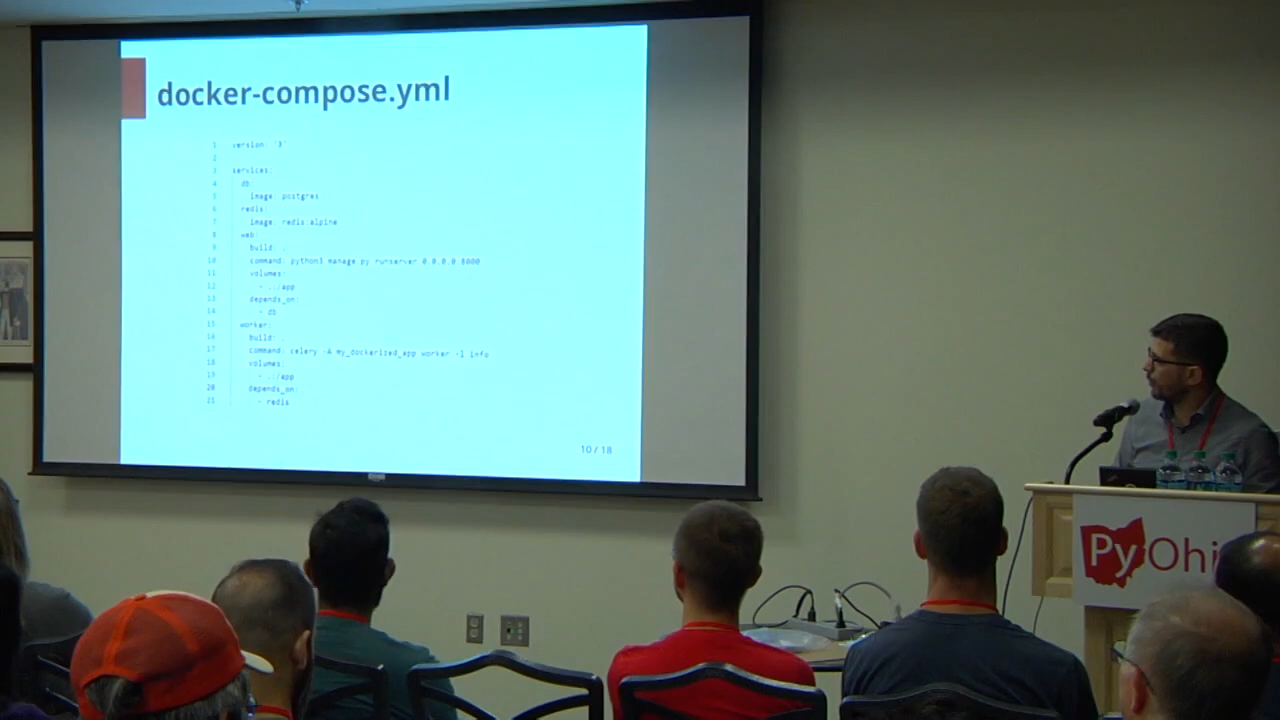 docker-compose.yml
1 version: '3'
2
3 services:
4 db:
5 image: postgres
6 redis:
7 image: redis:alpine
8 web:
9 build: .
10 command: python3 manage.py runserver 0.0.0.0:8000
11 volumes:
12 - .:/app
13 depends_on:
14 - db
15 worker:
16 build: .
17 command: celery -A my_dockerized_app worker -l info
18 volumes:
19 - .:/app
20 depends_on:
21 - redis
10 / 18
PyOhi